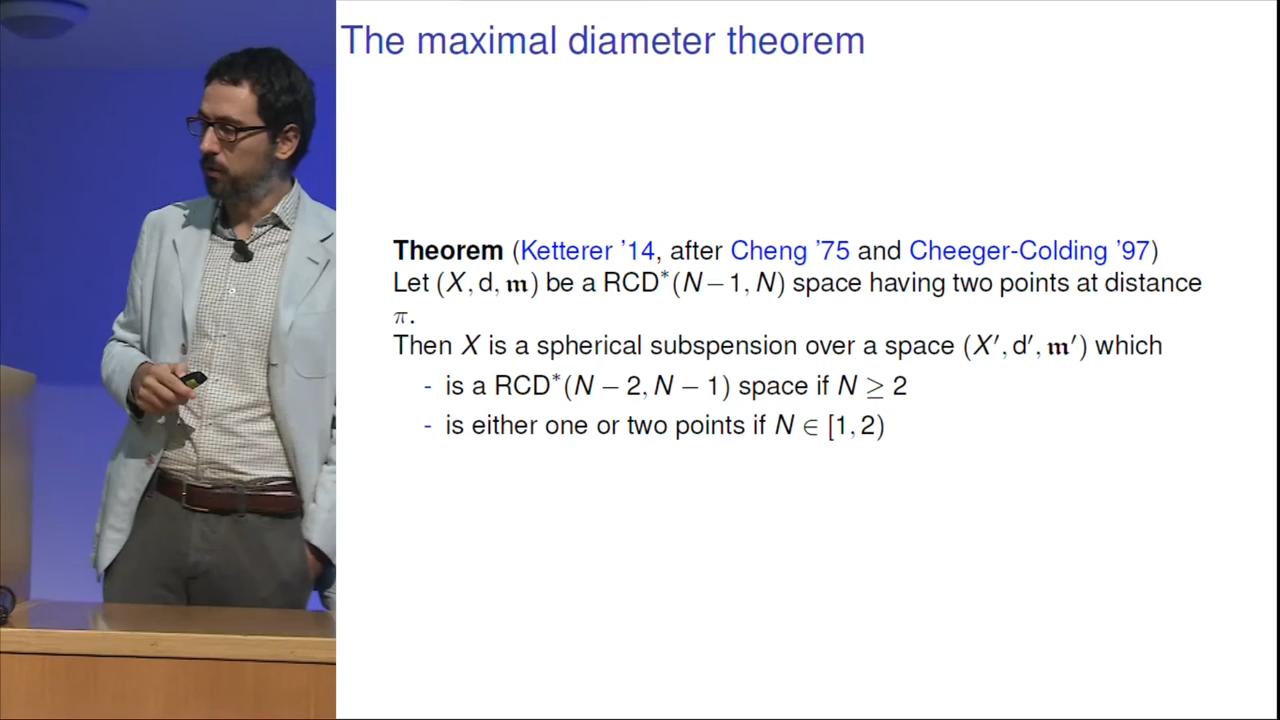 The maximal diameter theorem
Theorem (Ketterer '14, after Cheng '75 and Cheeger-Colding '97)
Let (X, d, 𝔪) be a RCD*(N−1, N) space having two points at distance
π.
Then X is a spherical subspension over a space (X′, d′, 𝔪′) which
- is a RCD*(N − 2, N − 1) space if N ≥ 2
- is either one or two points if N ∈ [1, 2)